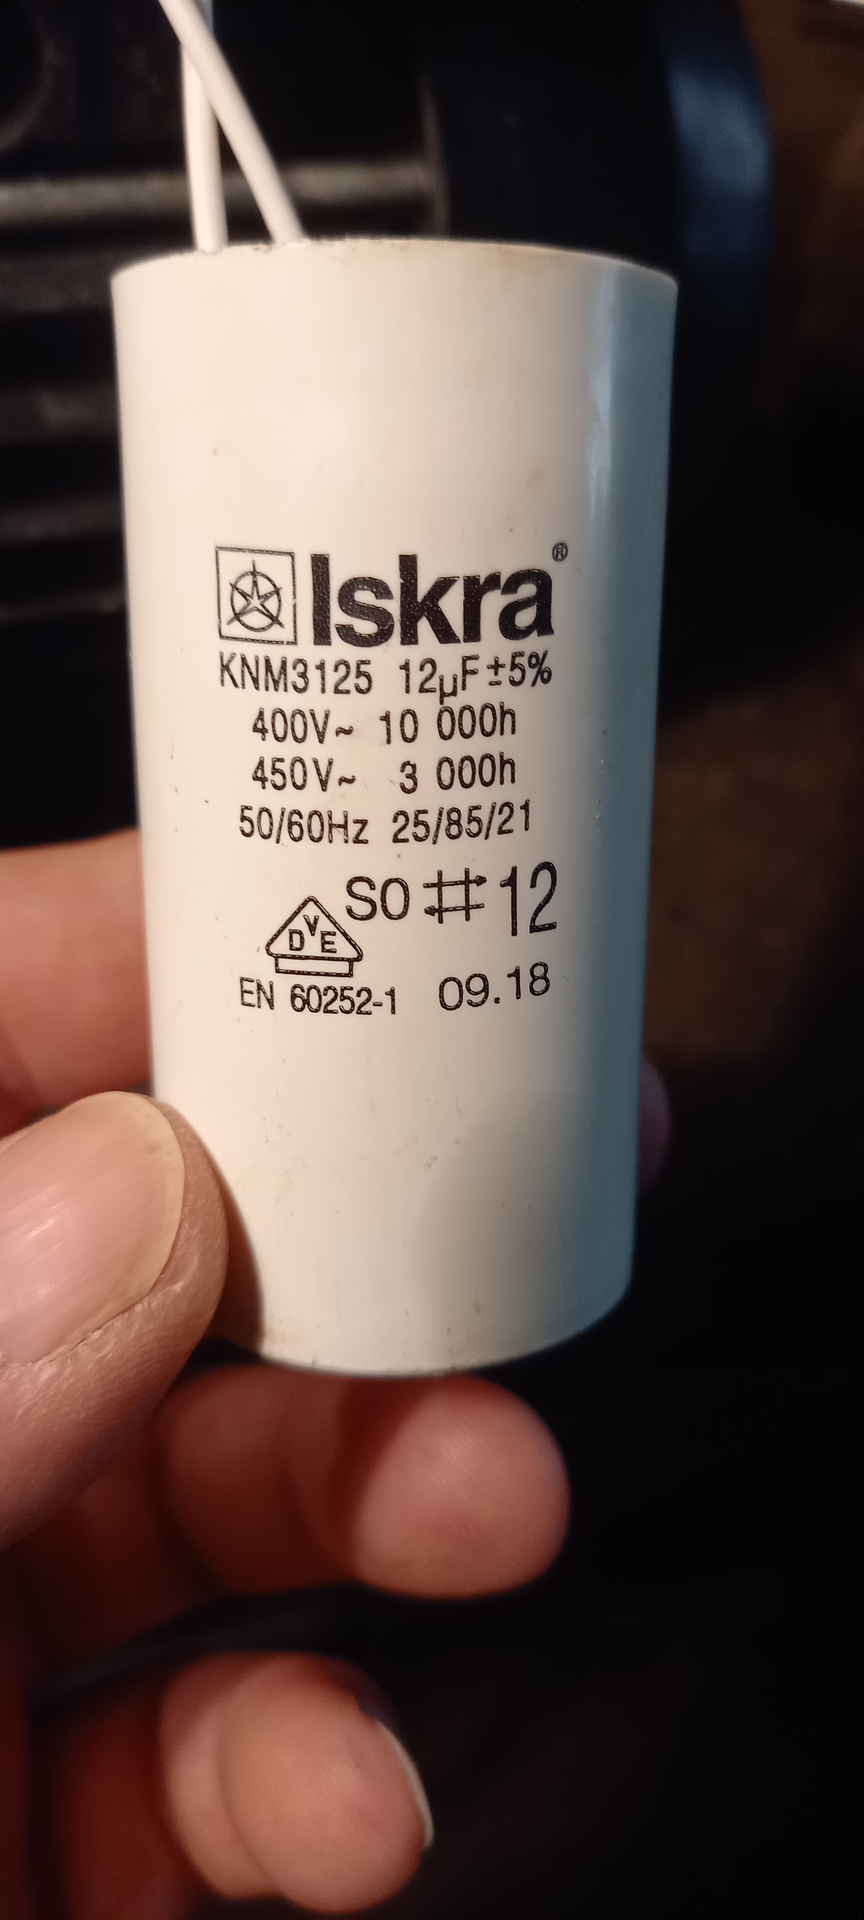 Iskra®
KNM3125 12µF±5%
400V~ 10 000h
450V~ 3 000h
50/60Hz 25/85/21
SO 12
DVE
EN 60252-1 09.18